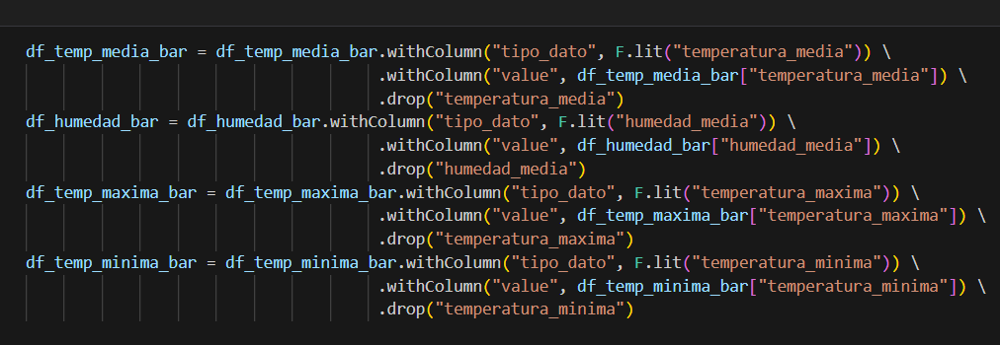 df_temp_media_bar = df_temp_media_bar.withColumn("tipo_dato", F.lit("temperatura_media")) \
.withColumn("value", df_temp_media_bar["temperatura_media"]) \
.drop("temperatura_media")
df_humedad_bar = df_humedad_bar.withColumn("tipo_dato", F.lit("humedad_media")) \
.withColumn("value", df_humedad_bar["humedad_media"]) \
.drop("humedad_media")
df_temp_maxima_bar = df_temp_maxima_bar.withColumn("tipo_dato", F.lit("temperatura_maxima")) \
.withColumn("value", df_temp_maxima_bar["temperatura_maxima"]) \
.drop("temperatura_maxima")
df_temp_minima_bar = df_temp_minima_bar.withColumn("tipo_dato", F.lit("temperatura_minima")) \
.withColumn("value", df_temp_minima_bar["temperatura_minima"]) \
.drop("temperatura_minima")